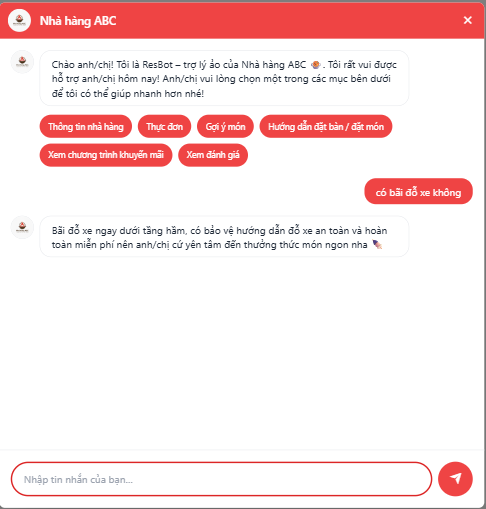 Nhà hàng ABC
Chào anh/chị! Tôi là ResBot – trợ lý ảo của Nhà hàng ABC 🍘. Tôi rất vui được
hỗ trợ anh/chị hôm nay! Anh/chị vui lòng chọn một trong các mục bên dưới
để tôi có thể giúp nhanh hơn nhé!
Thông tin nhà hàng Thực đơn Gợi ý món Hướng dẫn đặt bàn / đặt món
Xem chương trình khuyến mãi Xem đánh giá
có bãi đỗ xe không
Bãi đỗ xe ngay dưới tầng hầm, có bảo vệ hướng dẫn đỗ xe an toàn và hoàn
toàn miễn phí nên anh/chị cứ yên tâm đến thưởng thức món ngon nha 🚀
Nhập tin nhắn của bạn...